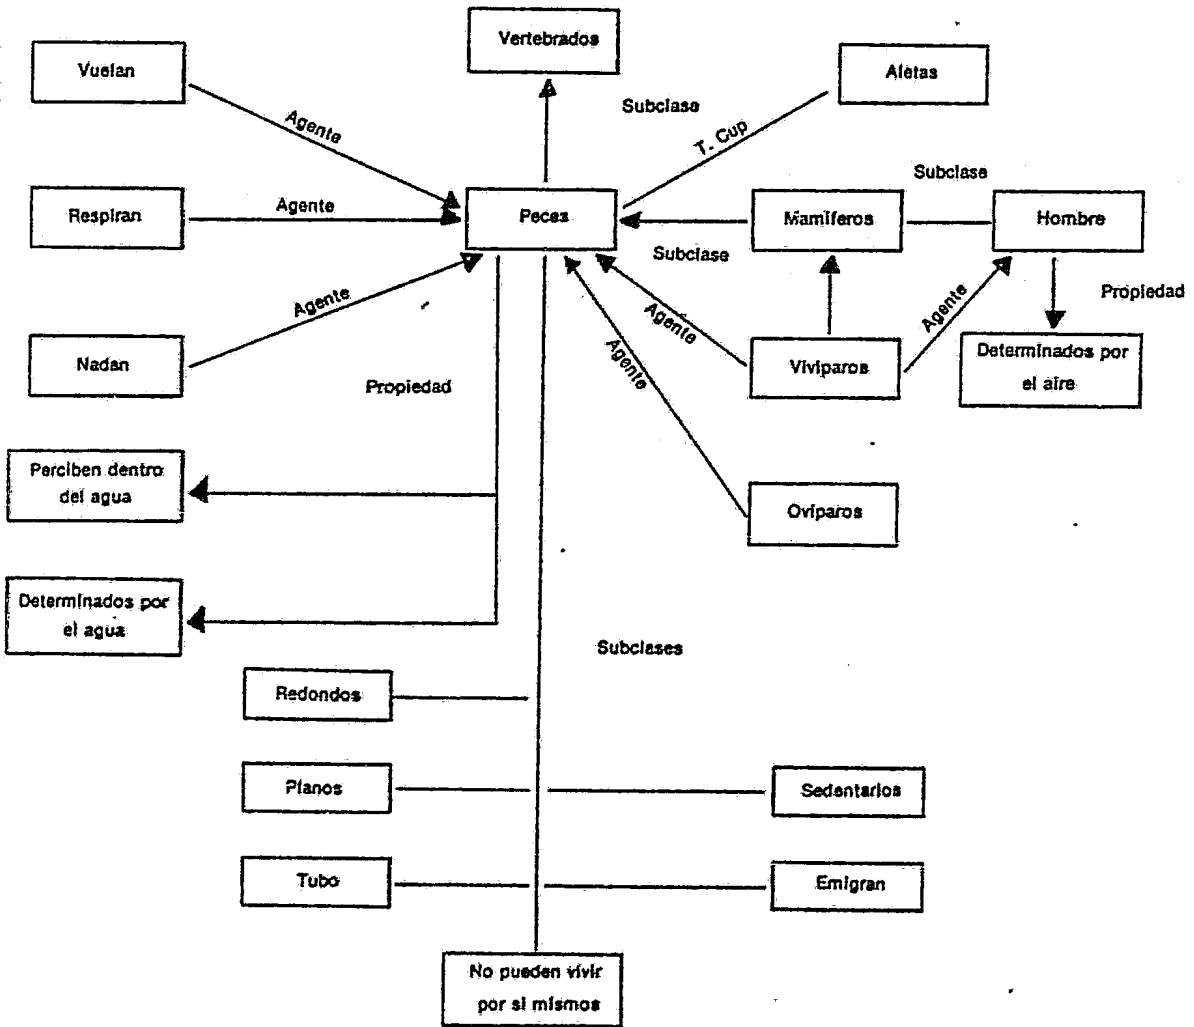 Vertebrados
Vuelan
Aletas
Subclase
Agente
T. Cup
Subclase
Respiran
Agente
Peces
Mamíferos
Hombre
Subclase
Propiedad
Agente
Agente
Agente
Agente
Nadan
Vivíparos
Determinados por
el aire
Propiedad
Perciben dentro
del agua
Ovíparos
Determinados por
el agua
Subclases
Redondos
Planos
Sedentarios
Tubo
Emigran
No pueden vivir
por si mismos